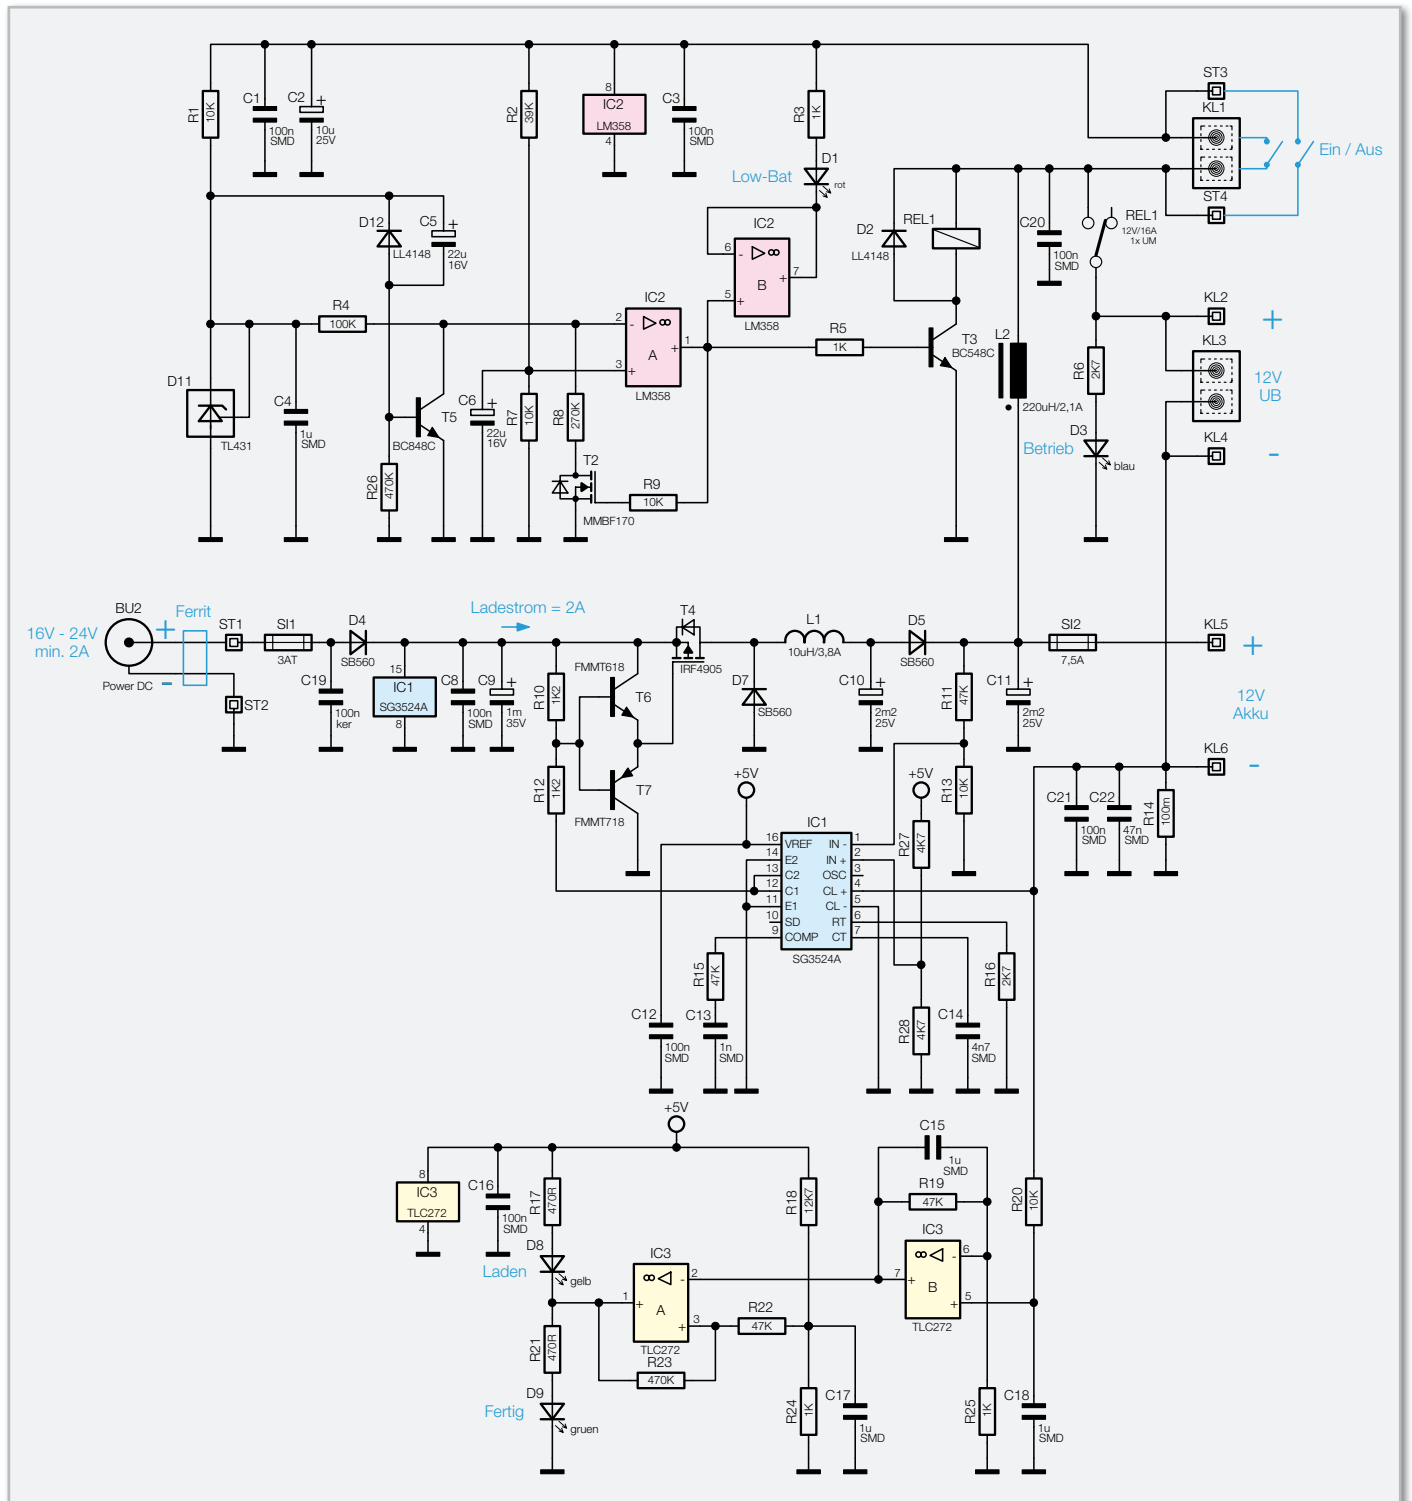 ST3
KL1
Ein / Aus
ST4
R1
10K
C1
100n
SMD
C2
+
10u
25V
R2
39K
8
IC2
LM358
4
C3
100n
SMD
R3
1K
D1
Low-Bat
rot
D12
LL4148
C5
+
22u
16V
IC2
6
-
▷ ∞
+
7
B
5
+
LM358
D2
LL4148
REL1
C20
100n
SMD
REL1
12V/16A
1x UM
KL2
+
KL3
12V
UB
KL4
-
R4
100K
IC2
2
-
▷ ∞
+
1
A
3
+
LM358
R5
1K
T3
BC548C
L2
220uH/2,1A
R6
2K7
D3
Betrieb
blau
D11
TL431
C4
1u
SMD
T5
BC848C
C6
+
22u
16V
R7
10K
R8
270K
R26
470K
T2
MMBF170
R9
10K
BU2
Ferrit
16V - 24V
min. 2A
+
-
Power DC
ST1
ST2
SI1
3AT
D4
SB560
Ladestrom = 2A
C19
100n
ker
15
IC1
SG3524A
8
C8
100n
SMD
C9
+
1m
35V
R10
1K2
FMMT618
T6
T4
IRF4905
L1
10uH/3,8A
D5
SB560
SI2
7,5A
KL5
+
D7
SB560
C10
+
2m2
25V
R11
47K
C11
+
2m2
25V
12V
Akku
KL6
-
R12
1K2
T7
FMMT718
+5V
+5V
R13
10K
C21
100n
SMD
C22
47n
SMD
R14
100m
IC1
16 VREF IN - 1
14 E2 IN + 2
13 C2 OSC 3
12 C1 CL + 4
11 E1 CL - 5
10 SD RT 6
9 COMP CT 7
SG3524A
R27
4K7
R15
47K
R16
2K7
C12
100n
SMD
C13
1n
SMD
R28
4K7
C14
4n7
SMD
+5V
8
IC3
TLC272
4
C16
100n
SMD
R17
470R
R18
12K7
C15
1u
SMD
R19
47K
R20
10K
D8
Laden
gelb
IC3
2
∞ ◁ -
1
+
A
3
+
TLC272
IC3
6
∞ ◁ -
7
+
B
5
+
TLC272
R22
47K
R21
470R
R23
470K
D9
Fertig
gruen
R24
1K
C17
1u
SMD
R25
1K
C18
1u
SMD